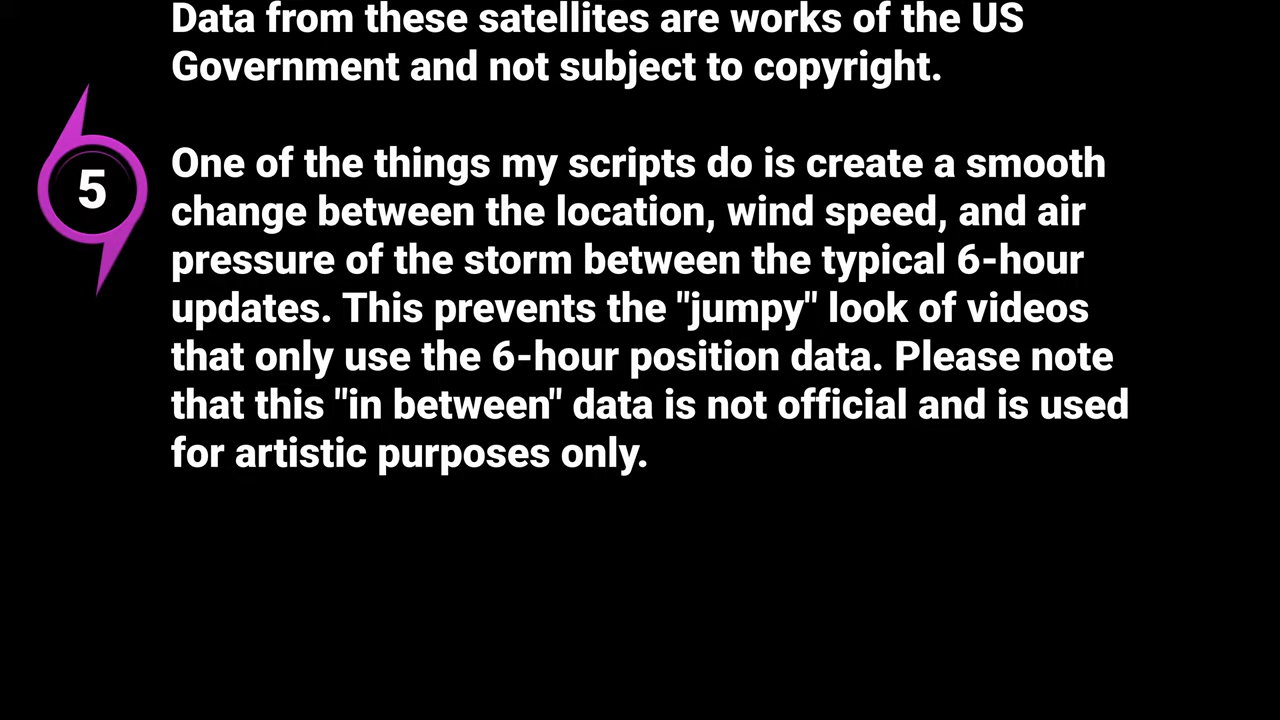 Data from these satellites are works of the US
Government and not subject to copyright.
5
One of the things my scripts do is create a smooth
change between the location, wind speed, and air
pressure of the storm between the typical 6-hour
updates. This prevents the "jumpy" look of videos
that only use the 6-hour position data. Please note
that this "in between" data is not official and is used
for artistic purposes only.